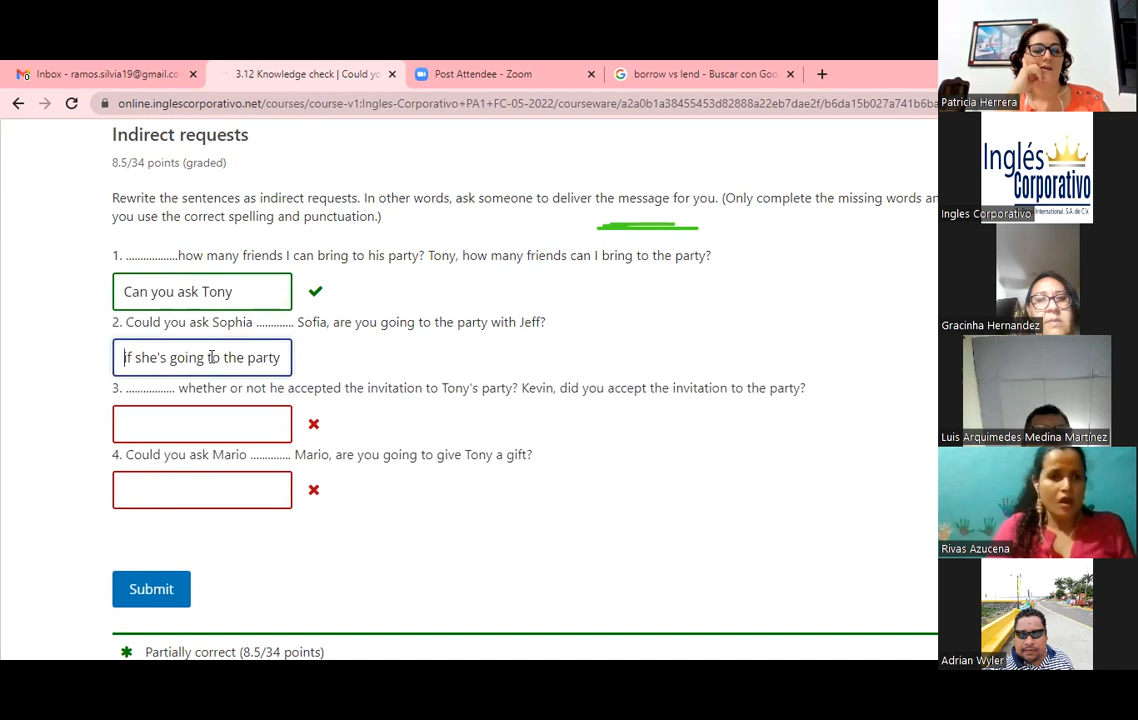 Inbox - ramos.silvia19@gmail.co
3.12 Knowledge check | Could yo
Post Attendee - Zoom
borrow vs lend - Buscar con Goo
online.inglescorporativo.net/courses/course-v1:Ingles-Corporativo+PA1+FC-05-2022/courseware/a2a0b1a38455453d82888a22eb7dae2f/b6da15b027a741b6ba
Indirect requests
8.5/34 points (graded)
Rewrite the sentences as indirect requests. In other words, ask someone to deliver the message for you. (Only complete the missing words an
you use the correct spelling and punctuation.)
1. ..................how many friends I can bring to his party? Tony, how many friends can I bring to the party?
Can you ask Tony
2. Could you ask Sophia ............. Sofia, are you going to the party with Jeff?
if she's going to the party
3. ................. whether or not he accepted the invitation to Tony's party? Kevin, did you accept the invitation to the party?
4. Could you ask Mario .............. Mario, are you going to give Tony a gift?
Submit
Partially correct (8.5/34 points)
Patricia Herrera
Inglés
Corporativo
International, S.A. de C.V.
Ingles Corporativo
Gracinha Hernandez
Luis Arquimedes Medina Martínez
Rivas Azucena
Adrian Wyler